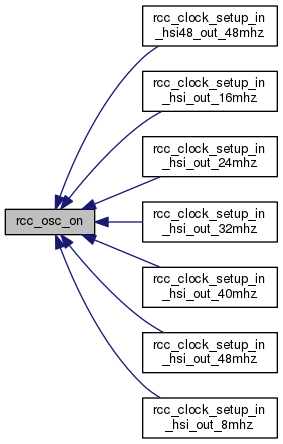 rcc_clock_setup_in
_hsi48_out_48mhz
rcc_clock_setup_in
_hsi_out_16mhz
rcc_clock_setup_in
_hsi_out_24mhz
rcc_osc_on
rcc_clock_setup_in
_hsi_out_32mhz
rcc_clock_setup_in
_hsi_out_40mhz
rcc_clock_setup_in
_hsi_out_48mhz
rcc_clock_setup_in
_hsi_out_8mhz